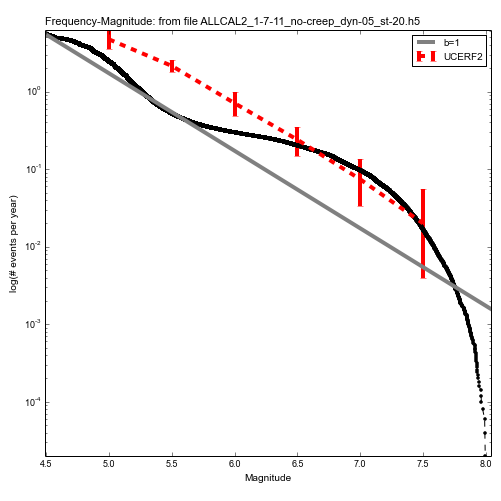 Frequency-Magnitude: from file ALLCAL2_1-7-11_no-creep_dyn-05_st-20.h5
b=1
UCERF2
log(# events per year)
10⁰
10⁻¹
10⁻²
10⁻³
10⁻⁴
4.5 5.0 5.5 6.0 6.5 7.0 7.5 8.0
Magnitude